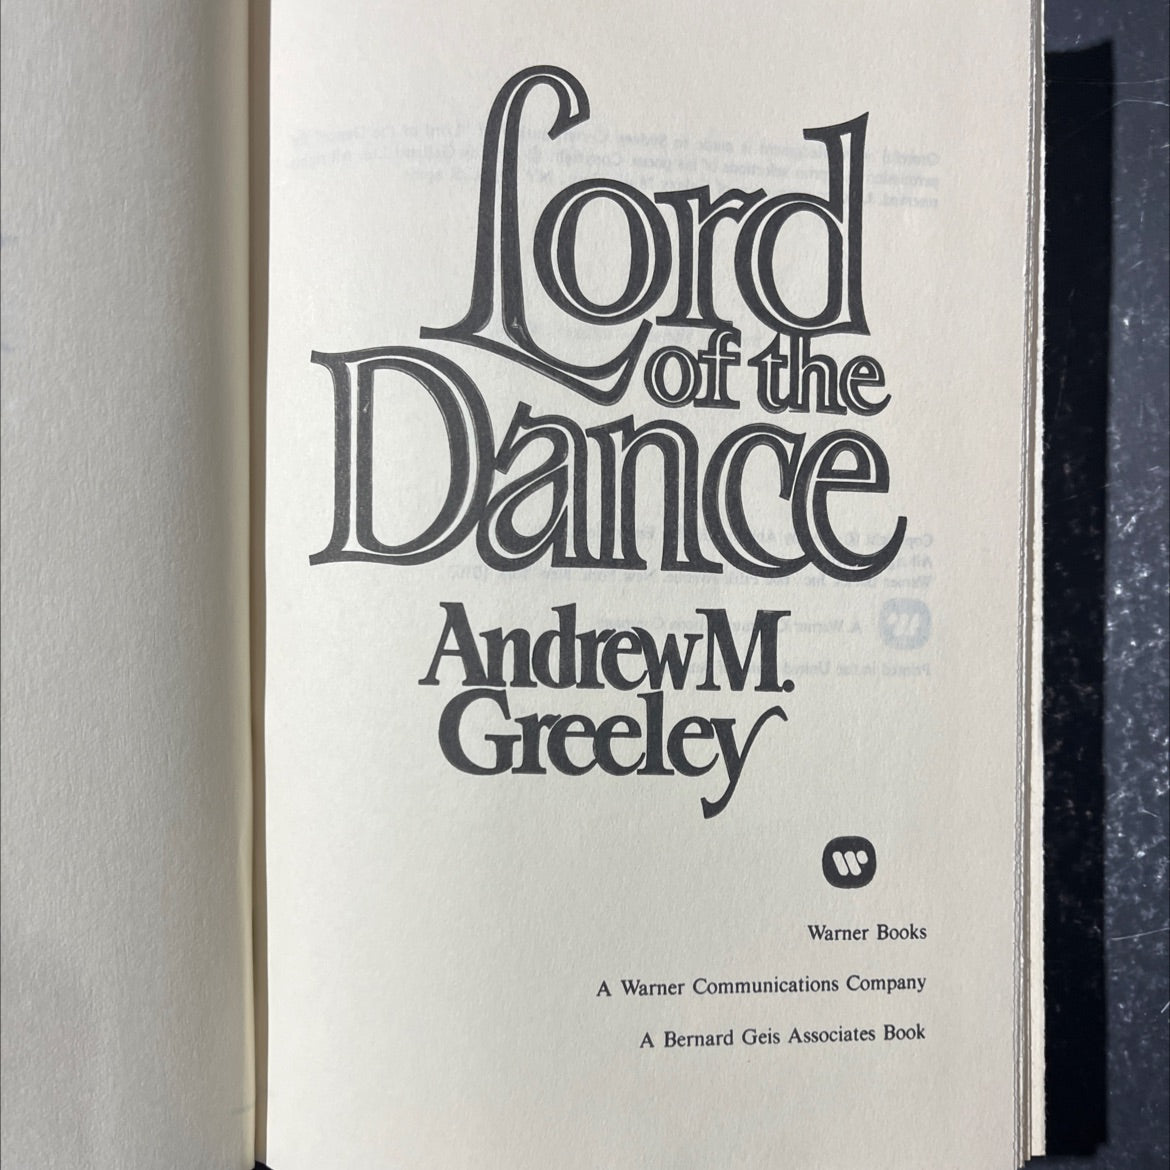 Lord
of the
Dance
Andrew M.
Greeley
Warner Books
A Warner Communications Company
A Bernard Geis Associates Book